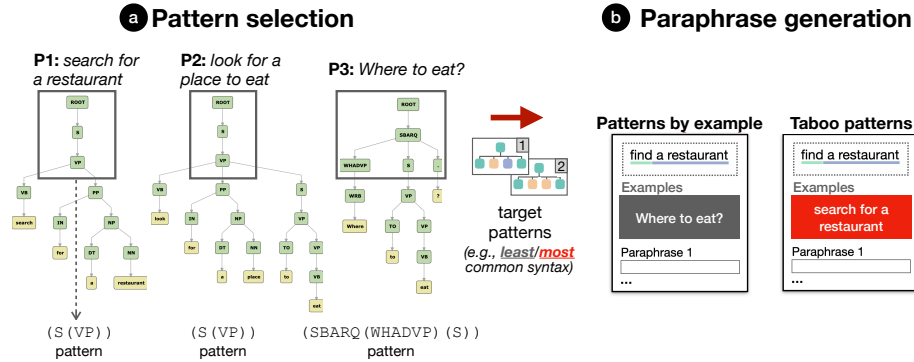 a Pattern selection
P1: search for
a restaurant
P2: look for a
place to eat
P3: Where to eat?
ROOT
S
VP
VB
PP
search
IN
NP
for
DT
NN
a
restaurant
(S(VP))
pattern
ROOT
S
VP
VB
PP
S
look
IN
NP
VP
for
DT
NN
TO
VP
a
place
to
VB
eat
(S(VP))
pattern
ROOT
SBARQ
WHADVP
S
.
WRB
VP
?
Where
TO
VP
to
VB
eat
(SBARQ(WHADVP)(S))
pattern
1
2
target
patterns
(e.g., least/most
common syntax)
b Paraphrase generation
Patterns by example
find a restaurant
Examples
Where to eat?
Paraphrase 1
...
Taboo patterns
find a restaurant
Examples
search for a
restaurant
Paraphrase 1
...